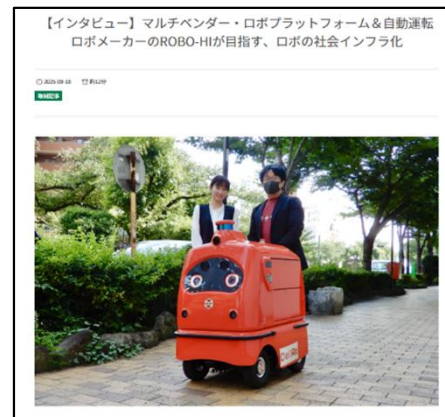 【インタビュー】マルチベンダー・ロボプラットフォーム＆自動運転
ロボメーカーのROBO-HIが目指す、ロボの社会インフラ化
取材記事